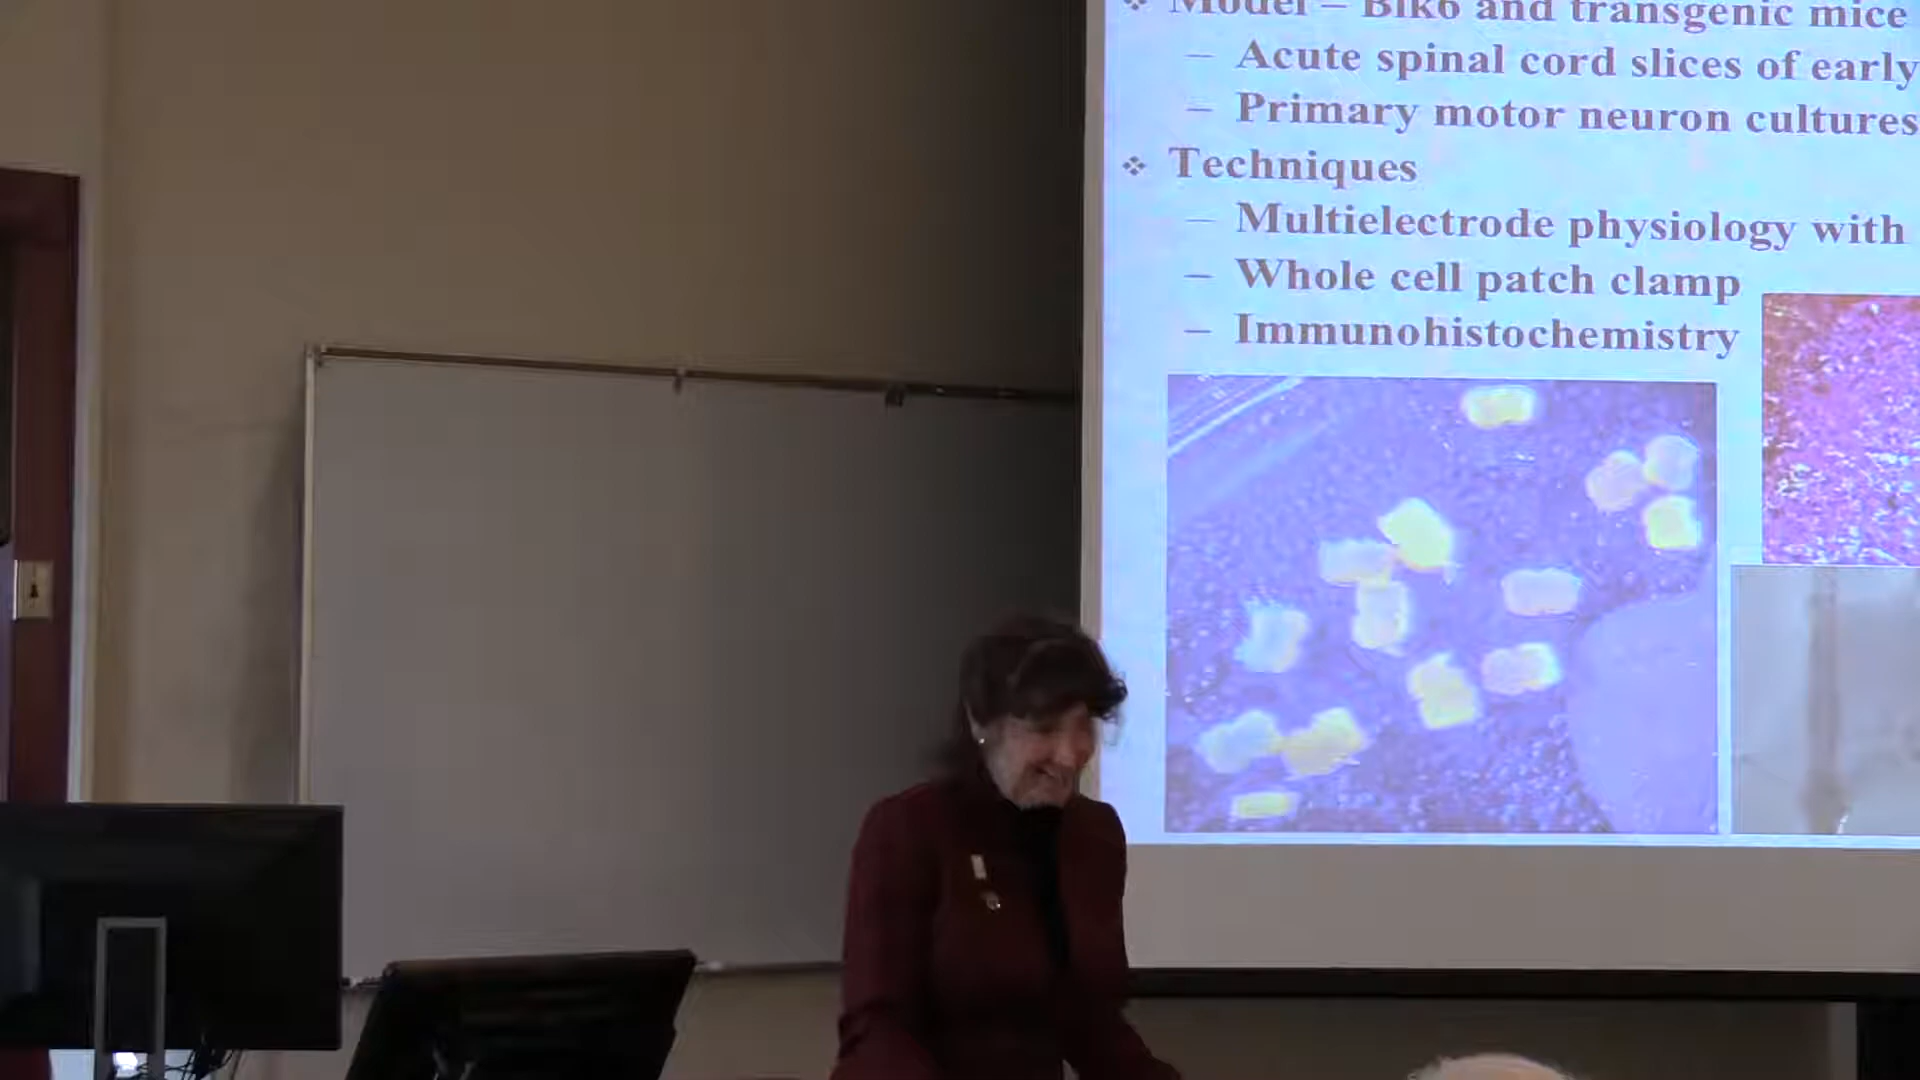 ❖ Model – Blk6 and transgenic mice
– Acute spinal cord slices of early
– Primary motor neuron cultures
❖ Techniques
– Multielectrode physiology with
– Whole cell patch clamp
– Immunohistochemistry